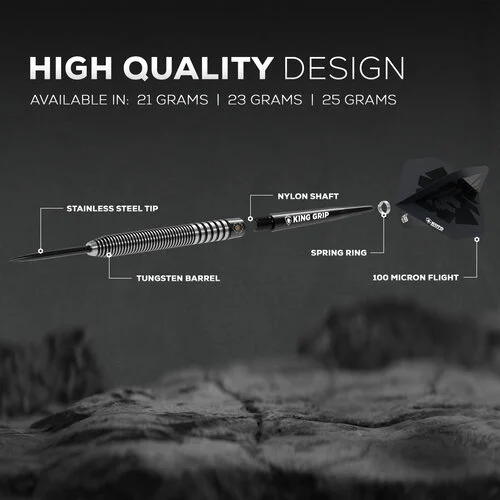 HIGH QUALITY DESIGN
AVAILABLE IN: 21 GRAMS | 23 GRAMS | 25 GRAMS
NYLON SHAFT
STAINLESS STEEL TIP
KING GRIP
SPRING RING
TUNGSTEN BARREL
100 MICRON FLIGHT